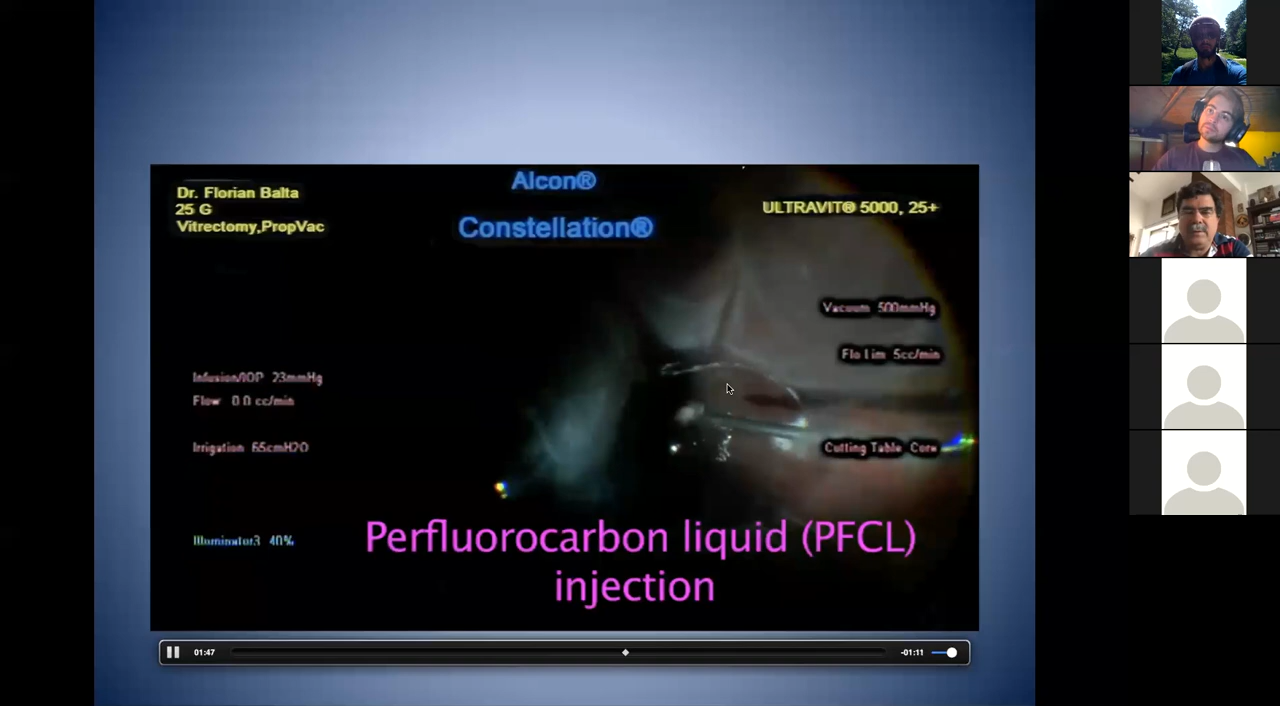 Dr. Florian Balta
25 G
Vitrectomy,PropVac
Alcon®
Constellation®
ULTRAVIT® 5000, 25+
Vacuum 500mmHg
Flo Lim 5cc/min
Infusion/IOP 23mmHg
Flow 0.0 cc/min
Irrigation 65cmH2O
Cutting Table Core
Illuminator3 40%
Perfluorocarbon liquid (PFCL)
injection
01:47
-01:11